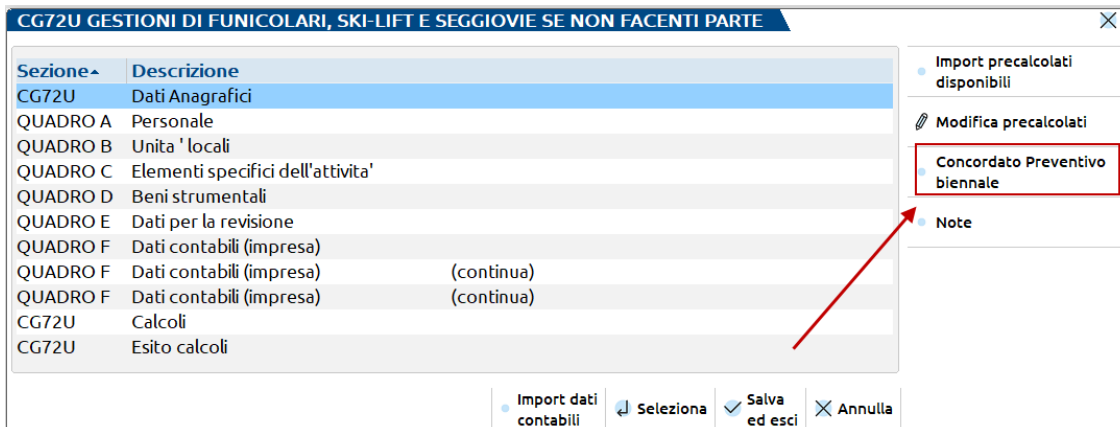 CG72U GESTIONI DI FUNICOLARI, SKI-LIFT E SEGGIOVIE SE NON FACENTI PARTE
Sezione Descrizione
CG72U Dati Anagrafici
QUADRO A Personale
QUADRO B Unita ' locali
QUADRO C Elementi specifici dell'attivita'
QUADRO D Beni strumentali
QUADRO E Dati per la revisione
QUADRO F Dati contabili (impresa)
QUADRO F Dati contabili (impresa) (continua)
QUADRO F Dati contabili (impresa) (continua)
CG72U Calcoli
CG72U Esito calcoli
Import precalcolati
disponibili
Modifica precalcolati
Concordato Preventivo
biennale
Note
Import dati
contabili
Seleziona
Salva
ed esci
Annulla